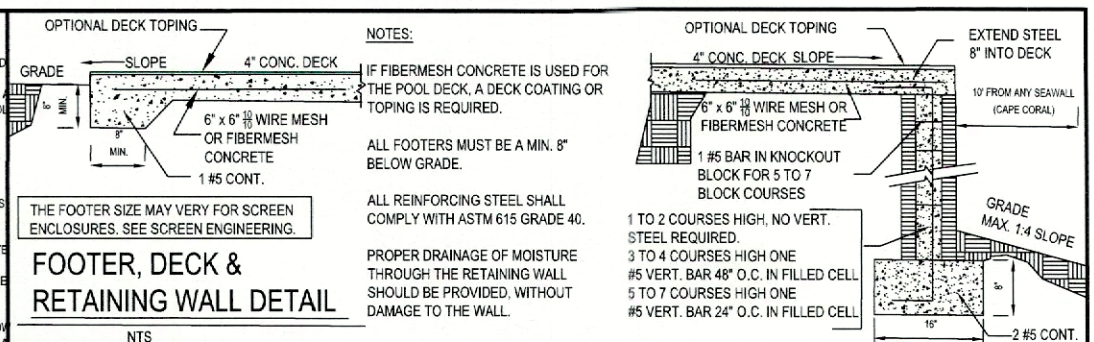 OPTIONAL DECK TOPING
GRADE
SLOPE
4" CONC. DECK
8"
MIN.
8"
MIN.
6" x 6" 10/10 WIRE MESH
OR FIBERMESH
CONCRETE
1 #5 CONT.
THE FOOTER SIZE MAY VERY FOR SCREEN
ENCLOSURES. SEE SCREEN ENGINEERING.
FOOTER, DECK &
RETAINING WALL DETAIL
NTS
NOTES:
IF FIBERMESH CONCRETE IS USED FOR
THE POOL DECK, A DECK COATING OR
TOPING IS REQUIRED.
ALL FOOTERS MUST BE A MIN. 8"
BELOW GRADE.
ALL REINFORCING STEEL SHALL
COMPLY WITH ASTM 615 GRADE 40.
PROPER DRAINAGE OF MOISTURE
THROUGH THE RETAINING WALL
SHOULD BE PROVIDED, WITHOUT
DAMAGE TO THE WALL.
OPTIONAL DECK TOPING
4" CONC. DECK SLOPE
EXTEND STEEL
8" INTO DECK
10' FROM ANY SEAWALL
(CAPE CORAL)
6" x 6" 10/10 WIRE MESH OR
FIBERMESH CONCRETE
1 #5 BAR IN KNOCKOUT
BLOCK FOR 5 TO 7
BLOCK COURSES
1 TO 2 COURSES HIGH, NO VERT.
STEEL REQUIRED.
3 TO 4 COURSES HIGH ONE
#5 VERT. BAR 48" O.C. IN FILLED CELL
5 TO 7 COURSES HIGH ONE
#5 VERT. BAR 24" O.C. IN FILLED CELL
GRADE
MAX. 1:4 SLOPE
8"
16"
2 #5 CONT.